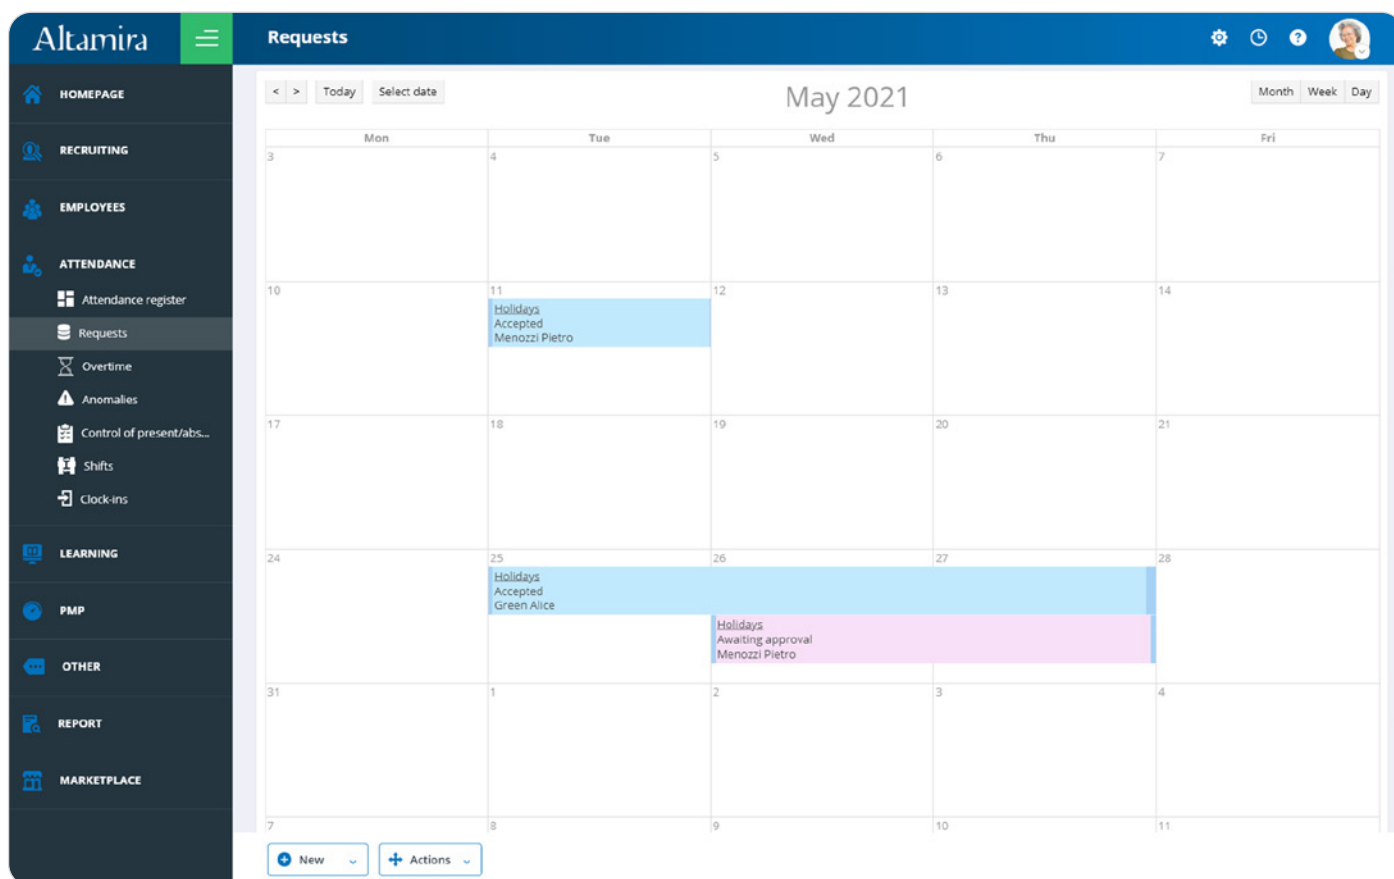 Altamira
Requests
HOMEPAGE
RECRUITING
EMPLOYEES
ATTENDANCE
Attendance register
Requests
Overtime
Anomalies
Control of present/abs...
Shifts
Clock-ins
LEARNING
PMP
OTHER
REPORT
MARKETPLACE
< > Today Select date
May 2021
Month Week Day
Mon Tue Wed Thu Fri
3 4 5 6 7
10 11 12 13 14
Holidays
Accepted
Menozzi Pietro
17 18 19 20 21
24 25 26 27 28
Holidays
Accepted
Green Alice
Holidays
Awaiting approval
Menozzi Pietro
31 1 2 3 4
7 8 9 10 11
New Actions